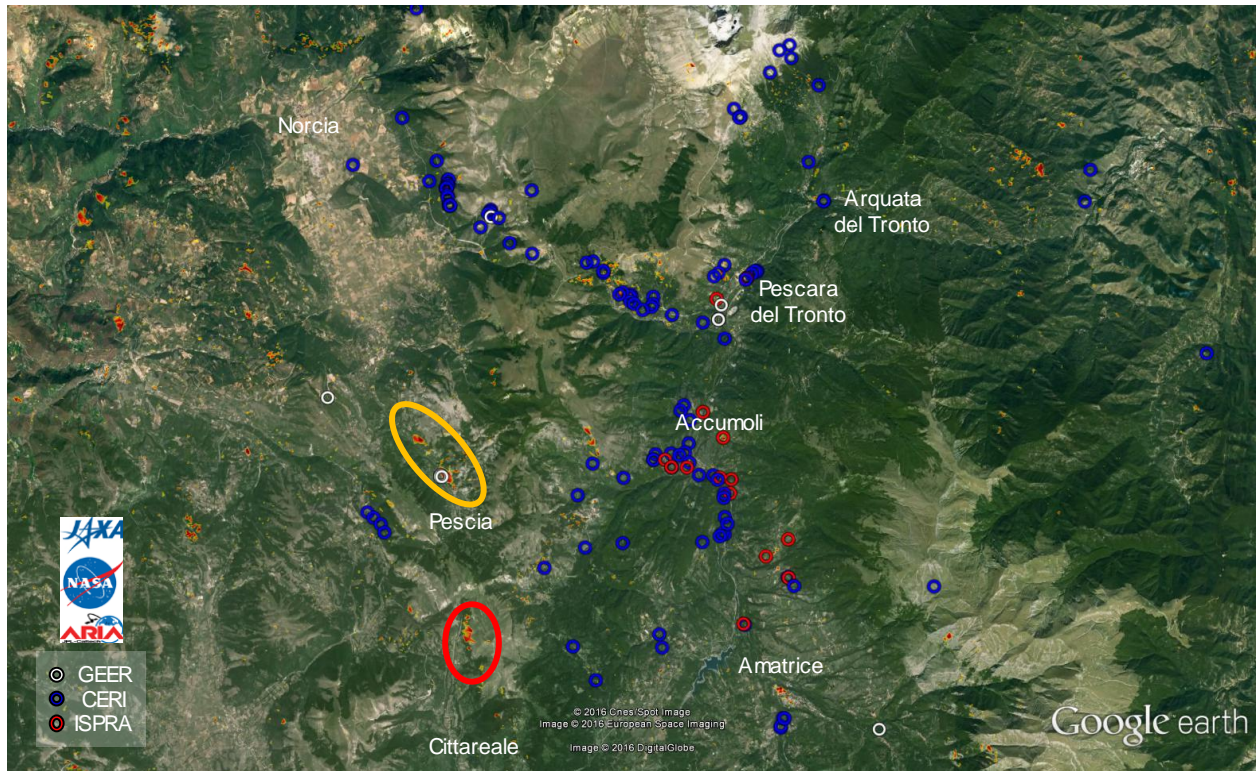 Norcia
Arquata
del Tronto
Pescara
del Tronto
Accumoli
Pescia
JAXA
NASA
ARIA
GEER
CERI
ISPRA
Amatrice
Cittareale
© 2016 Cnes/Spot Image
Image © 2016 European Space Imaging
Image © 2016 DigitalGlobe
Google earth